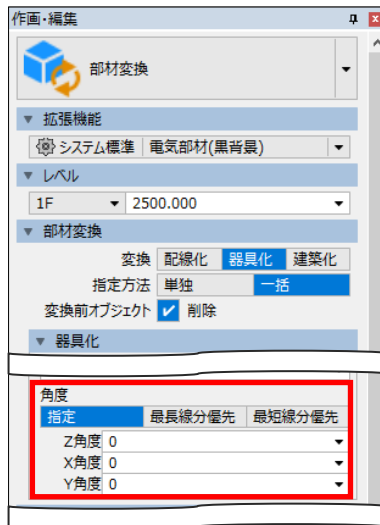 作画・編集
部材変換
拡張機能
システム標準 電気部材(黒背景)
レベル
1F 2500.000
部材変換
変換 配線化 器具化 建築化
指定方法 単独 一括
変換前オブジェクト 削除
器具化
角度
指定 最長線分優先 最短線分優先
Z角度 0
X角度 0
Y角度 0